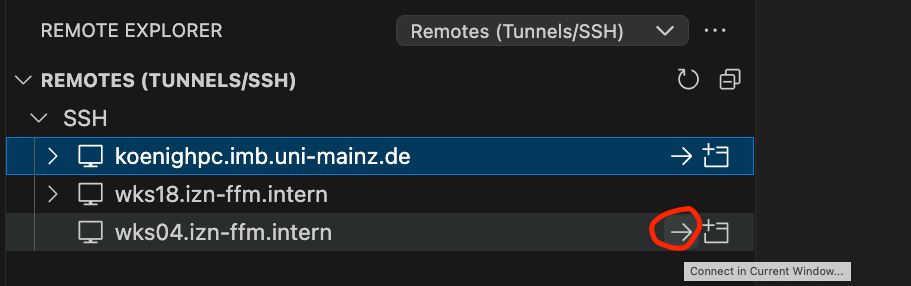 REMOTE EXPLORER Remotes (Tunnels/SSH)
REMOTES (TUNNELS/SSH)
SSH
koenighpc.imb.uni-mainz.de
wks18.izn-ffm.intern
wks04.izn-ffm.intern
Connect in Current Window...